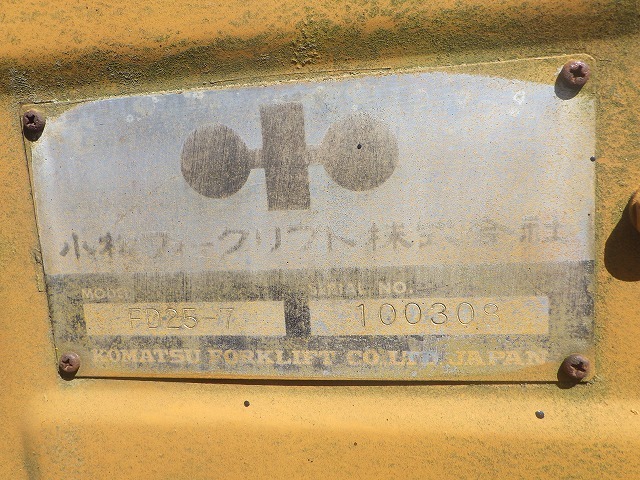 小松フォークリフト株式会社
MODEL SERIAL NO.
FD25-7 100308
KOMATSU FORKLIFT CO.,LTD. JAPAN